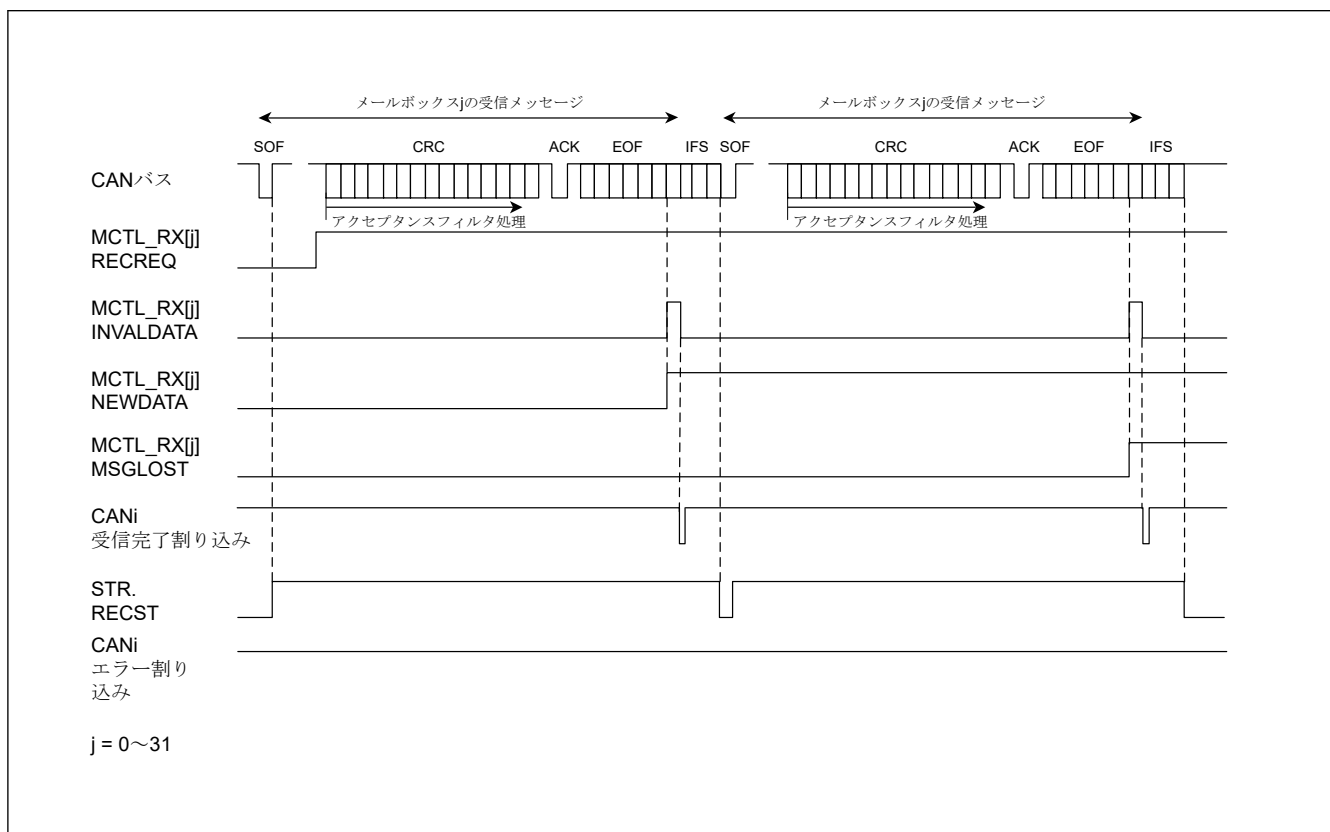 メールボックスjの受信メッセージ
メールボックスjの受信メッセージ
SOF CRC ACK EOF IFS SOF CRC ACK EOF IFS
CANバス
アクセプタンスフィルタ処理
アクセプタンスフィルタ処理
MCTL_RX[j]
RECREQ
MCTL_RX[j]
INVALDATA
MCTL_RX[j]
NEWDATA
MCTL_RX[j]
MSGLOST
CANi
受信完了割り込み
STR.
RECST
CANi
エラー割り
込み
j = 0～31